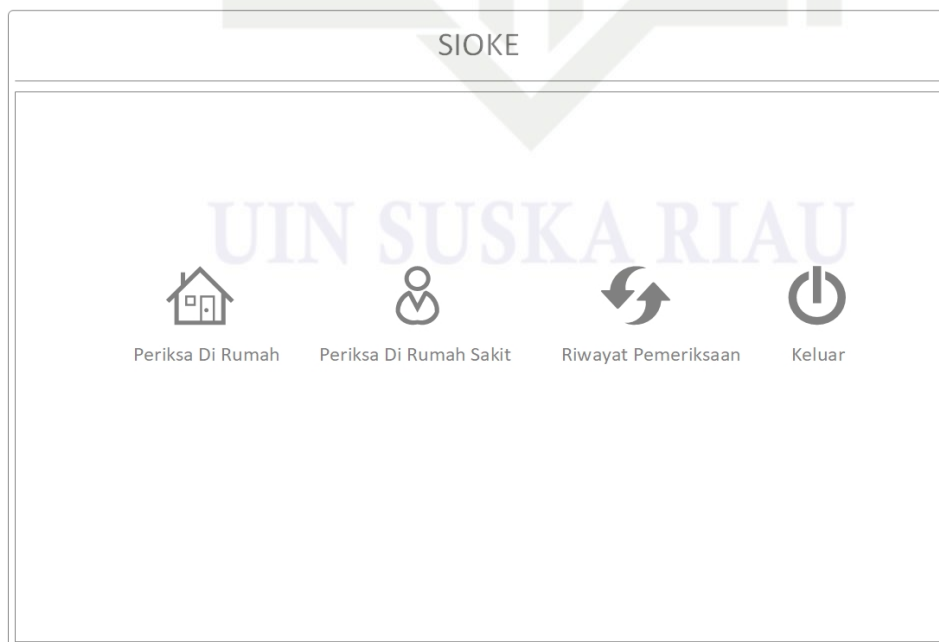 SIOKE
UIN SUSKA RIAU
Periksa Di Rumah
Periksa Di Rumah Sakit
Riwayat Pemeriksaan
Keluar